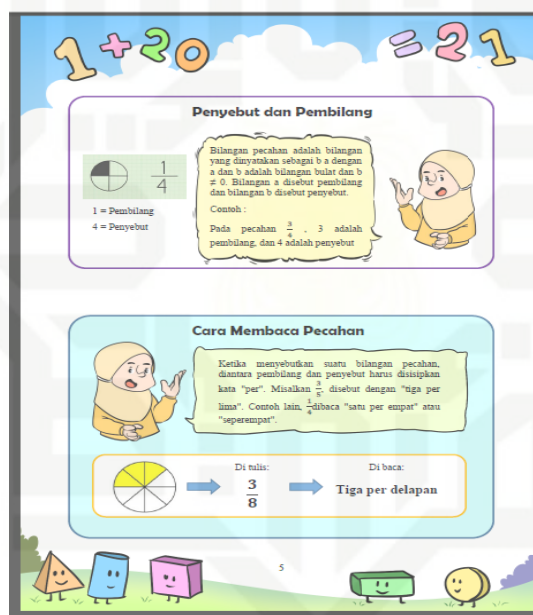 1 + 20 = 21
Penyebut dan Pembilang
1
4
1 = Pembilang
4 = Penyebut
Bilangan pecahan adalah bilangan
yang dinyatakan sebagai b a dengan
a dan b adalah bilangan bulat dan b
≠ 0. Bilangan a disebut pembilang
dan bilangan b disebut penyebut.
Contoh :
Pada pecahan 3/4 . 3 adalah
pembilang, dan 4 adalah penyebut
Cara Membaca Pecahan
Ketika menyebutkan suatu bilangan pecahan,
diantara pembilang dan penyebut harus disisipkan
kata "per". Misalkan 3/5, disebut dengan "tiga per
lima". Contoh lain, 1/4dibaca "satu per empat" atau
"seperempat".
Di tulis:
3
8
Di baca:
Tiga per delapan
5